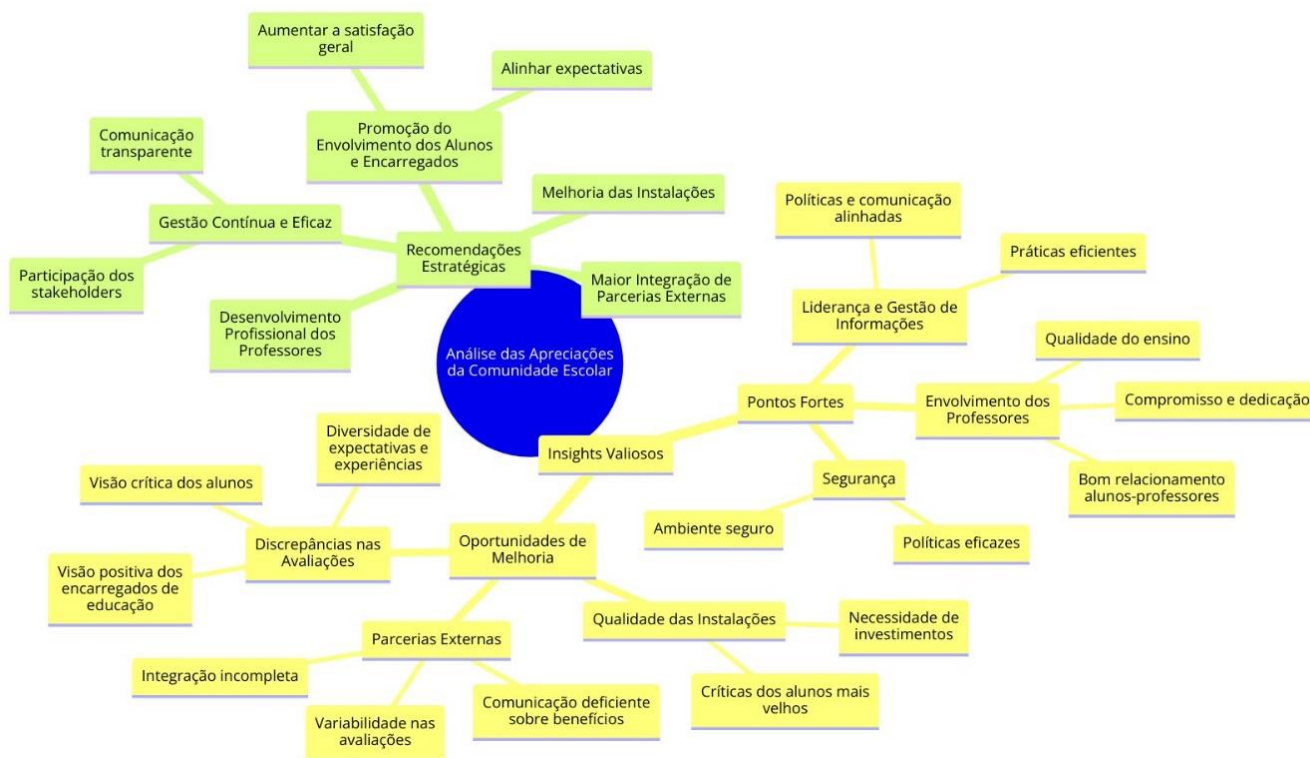 Aumentar a satisfação
geral
Alinhar expectativas
Promoção do
Envolvimento dos Alunos
e Encarregados
Comunicação
transparente
Gestão Contínua e Eficaz
Participação dos
stakeholders
Melhoria das Instalações
Recomendações
Estratégicas
Maior Integração de
Parcerias Externas
Desenvolvimento
Profissional dos
Professores
Análise das Apreciações
da Comunidade Escolar
Políticas e comunicação
alinhadas
Práticas eficientes
Liderança e Gestão de
Informações
Qualidade do ensino
Pontos Fortes
Envolvimento dos
Professores
Compromisso e dedicação
Bom relacionamento
alunos-professores
Segurança
Ambiente seguro
Políticas eficazes
Insights Valiosos
Diversidade de
expectativas e
experiências
Visão crítica dos alunos
Discrepâncias nas
Avaliações
Visão positiva dos
encarregados de
educação
Oportunidades de
Melhoria
Parcerias Externas
Integração incompleta
Variabilidade nas
avaliações
Comunicação deficiente
sobre benefícios
Qualidade das Instalações
Necessidade de
investimentos
Críticas dos alunos mais
velhos